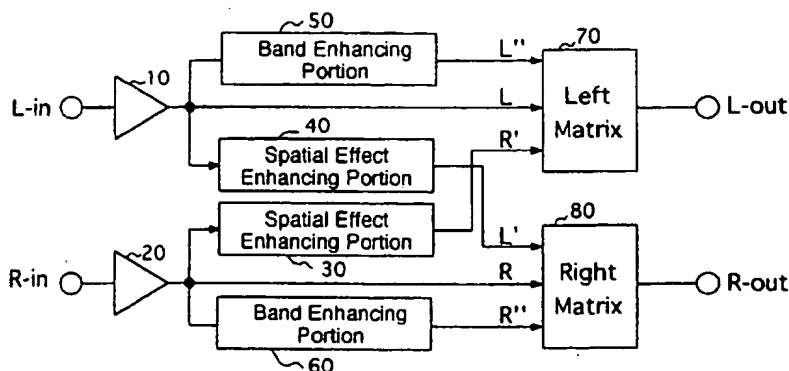 50
Band Enhancing
Portion
L''
70
10
L-in
L
Left
Matrix
L-out
40
R'
Spatial Effect
Enhancing Portion
Spatial Effect
Enhancing Portion
80
20
30
L'
R-in
R
Right
Matrix
R-out
Band Enhancing
Portion
R''
60